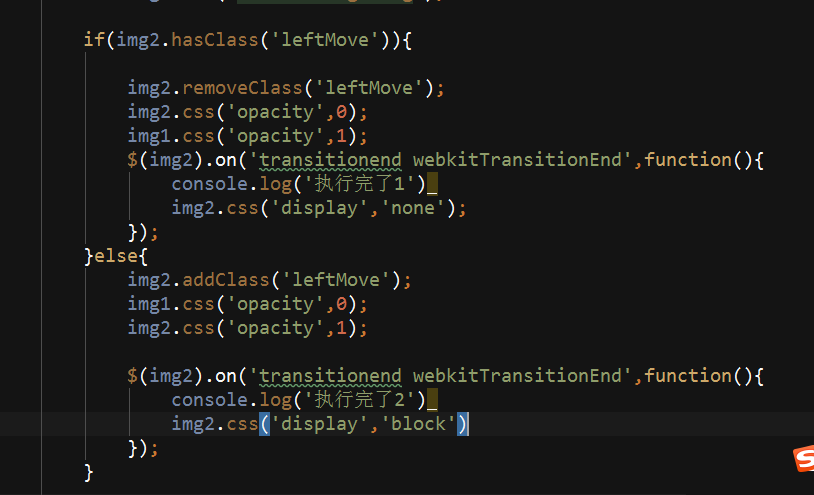 if(img2.hasClass('leftMove')){
img2.removeClass('leftMove');
img2.css('opacity',0);
img1.css('opacity',1);
$(img2).on('transitionend webkitTransitionEnd',function(){
console.log('执行完了1')
img2.css('display','none');
});
}else{
img2.addClass('leftMove');
img1.css('opacity',0);
img2.css('opacity',1);
$(img2).on('transitionend webkitTransitionEnd',function(){
console.log('执行完了2')
img2.css('display','block')
});
}